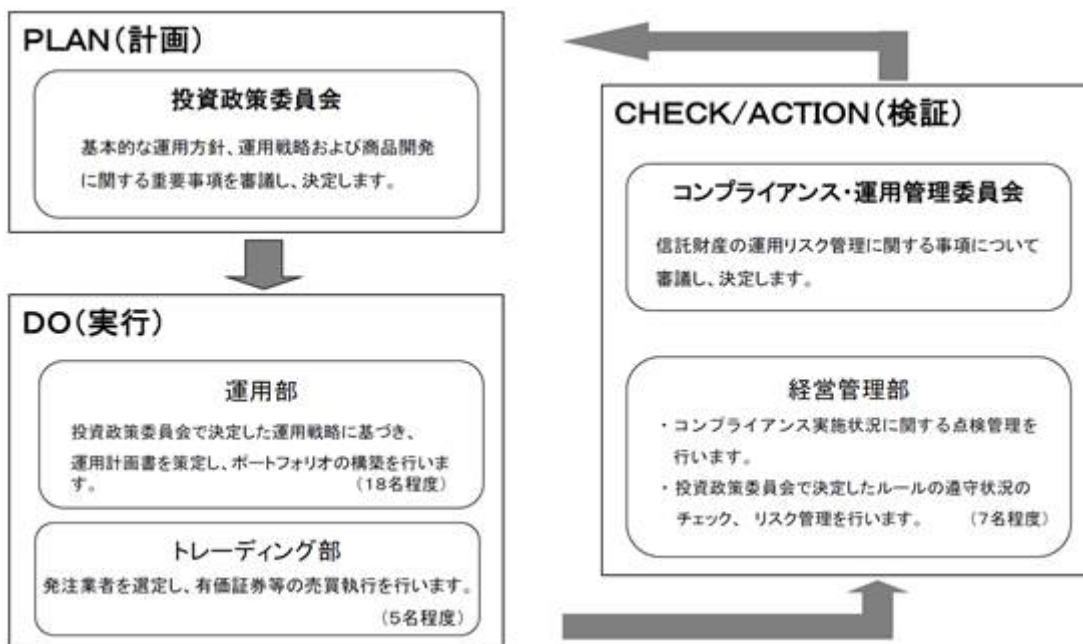 PLAN(計画)
投資政策委員会
基本的な運用方針、運用戦略および商品開発
に関する重要事項を審議し、決定します。
DO(実行)
運用部
投資政策委員会で決定した運用戦略に基づき、
運用計画書を策定し、ポートフォリオの構築を行いま
す。 (18名程度)
トレーディング部
発注業者を選定し、有価証券等の売買執行を行います。
(5名程度)
CHECK/ACTION(検証)
コンプライアンス・運用管理委員会
信託財産の運用リスク管理に関する事項について
審議し、決定します。
経営管理部
・コンプライアンス実施状況に関する点検管理を
行います。
・投資政策委員会で決定したルールの遵守状況の
チェック、 リスク管理を行います。 (7名程度)